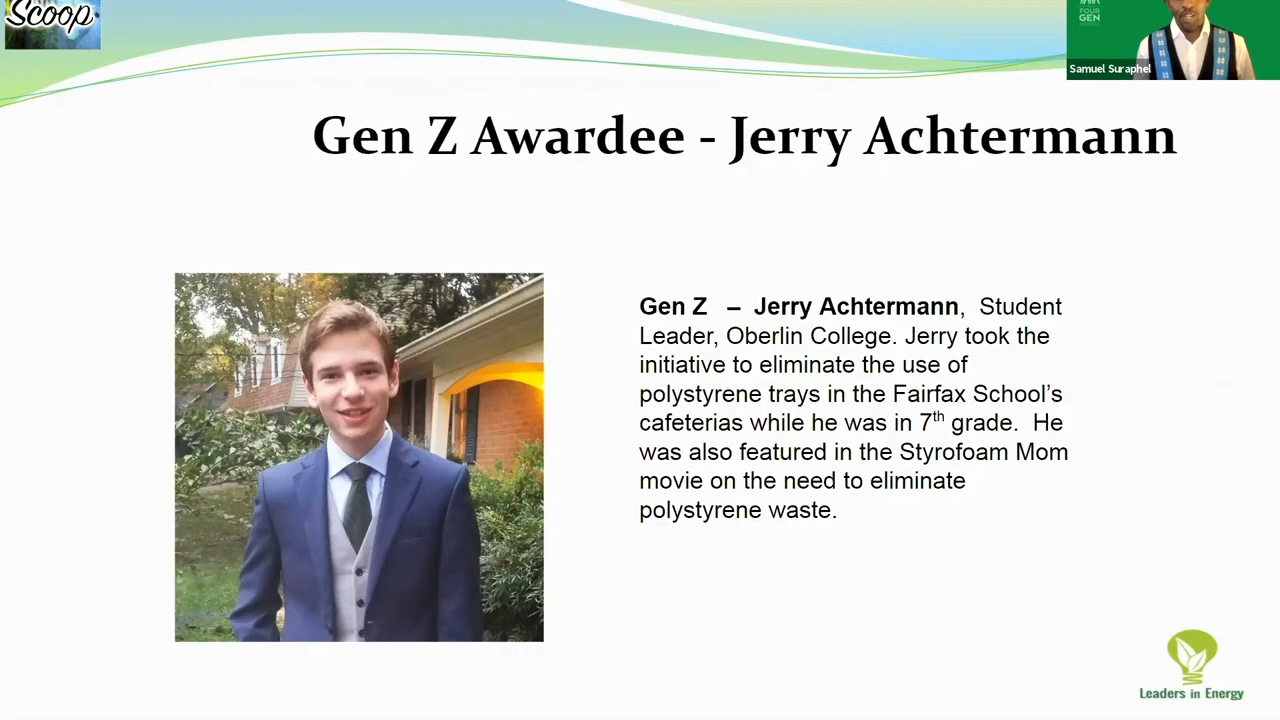 Scoop
FOUR
GEN
Samuel Suraphel
Gen Z Awardee - Jerry Achtermann
Gen Z – Jerry Achtermann, Student
Leader, Oberlin College. Jerry took the
initiative to eliminate the use of
polystyrene trays in the Fairfax School’s
cafeterias while he was in 7th grade. He
was also featured in the Styrofoam Mom
movie on the need to eliminate
polystyrene waste.
Leaders in Energy